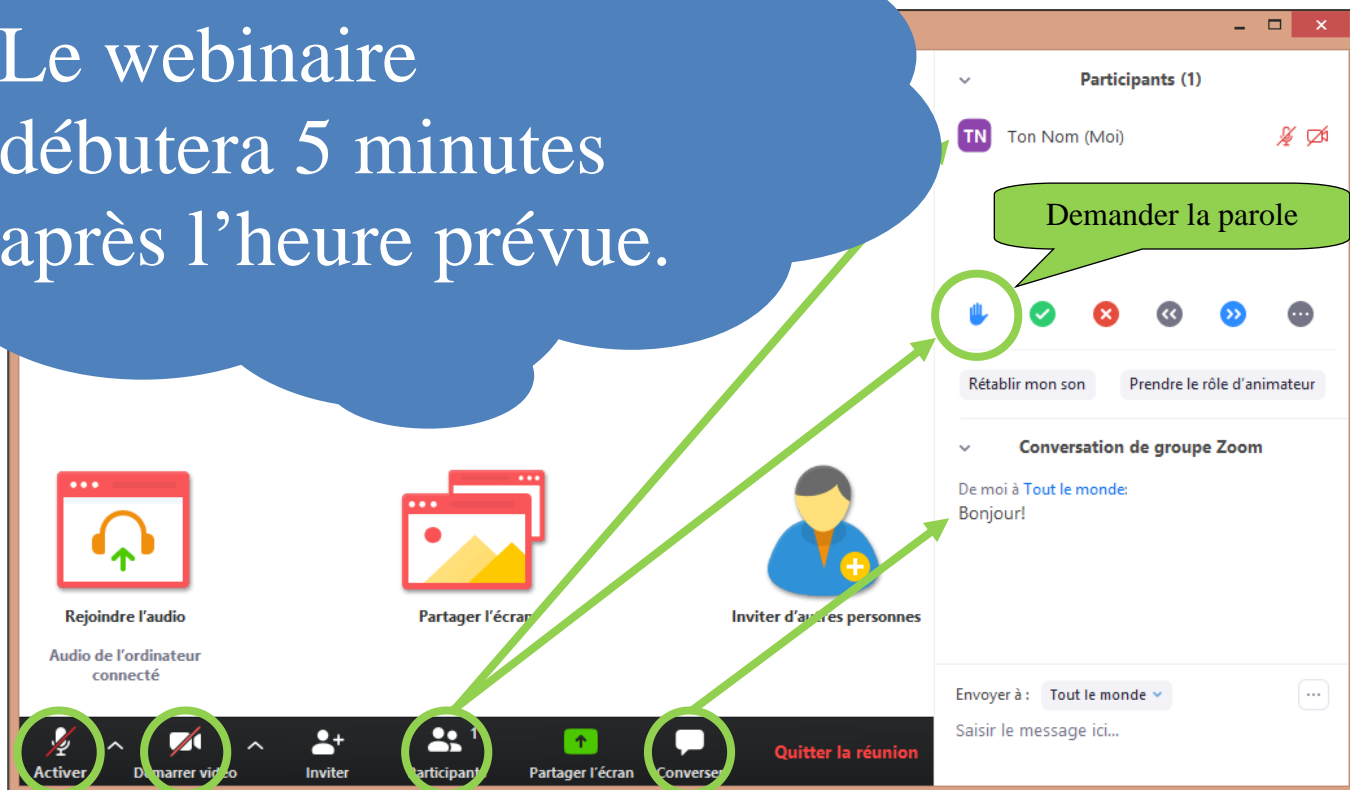 Le webinaire
débutera 5 minutes
après l’heure prévue.
Participants (1)
TN
Ton Nom (Moi)
Demander la parole
Rétablir mon son
Prendre le rôle d’animateur
Conversation de groupe Zoom
De moi à Tout le monde:
Bonjour!
Rejoindre l’audio
Partager l’écran
Inviter d’autres personnes
Audio de l’ordinateur
connecté
Envoyer à : Tout le monde
Saisir le message ici...
1
Activer
Démarrer vidéo
Inviter
Participants
Partager l’écran
Converser
Quitter la réunion